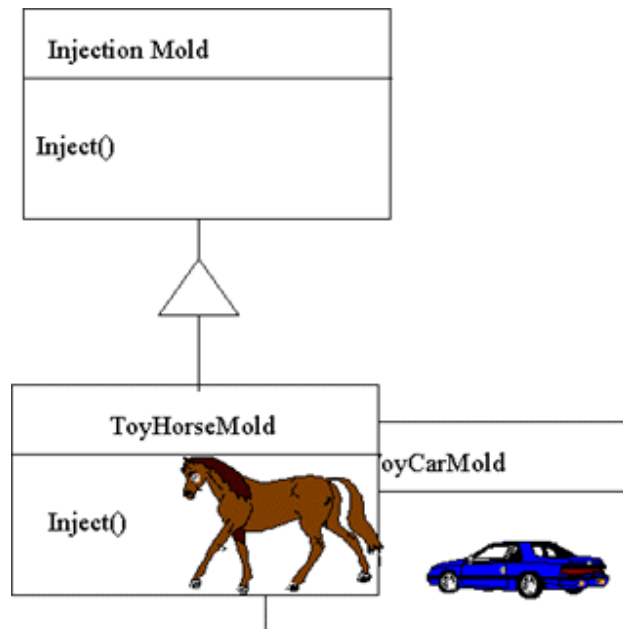 Injection Mold
Inject()
ToyHorseMold
oyCarMold
Inject()